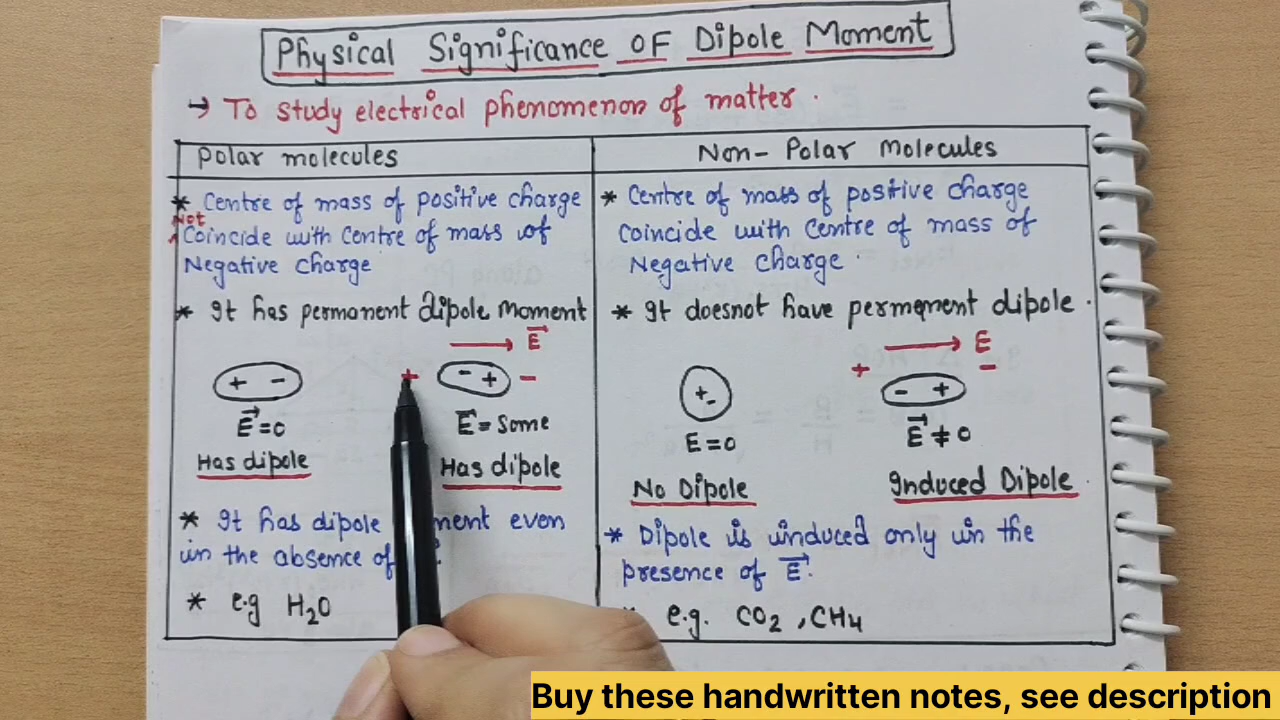 Physical Significance OF Dipole Moment
→ To study electrical phenomenon of matter.
Polar molecules
* Centre of mass of positive charge
Not
Coincide with Centre of mass of
Negative charge
* It has permanent dipole Moment
E
+ - + - + -
E=0 E=Some
Has dipole Has dipole
* It has dipole ment even
in the absence of
* e.g H2O
Non-Polar Molecules
* Centre of mass of positive charge
Coincide with Centre of mass of
Negative charge.
* It doesnot have permenent dipole.
E
+ - + - + -
E=0 E≠0
No Dipole Induced Dipole
* Dipole is induced only in the
presence of E.
e.g. CO2, CH4
Buy these handwritten notes, see description